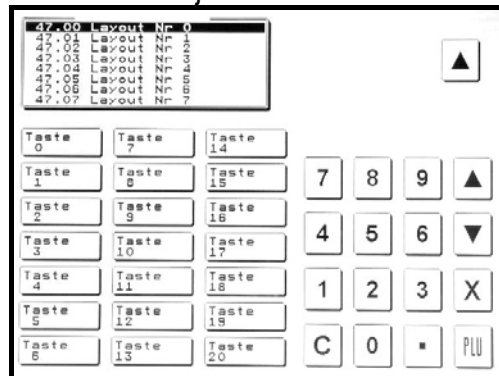 47.00 Layout Nr 0
47.01 Layout Nr 1
47.02 Layout Nr 2
47.03 Layout Nr 3
47.04 Layout Nr 4
47.05 Layout Nr 5
47.06 Layout Nr 6
47.07 Layout Nr 7
Taste 0
Taste 7
Taste 14
Taste 1
Taste 8
Taste 15
Taste 2
Taste 9
Taste 16
Taste 3
Taste 10
Taste 17
Taste 4
Taste 11
Taste 18
Taste 5
Taste 12
Taste 19
Taste 6
Taste 13
Taste 20
7 8 9
4 5 6
1 2 3 X
C 0 . PLU